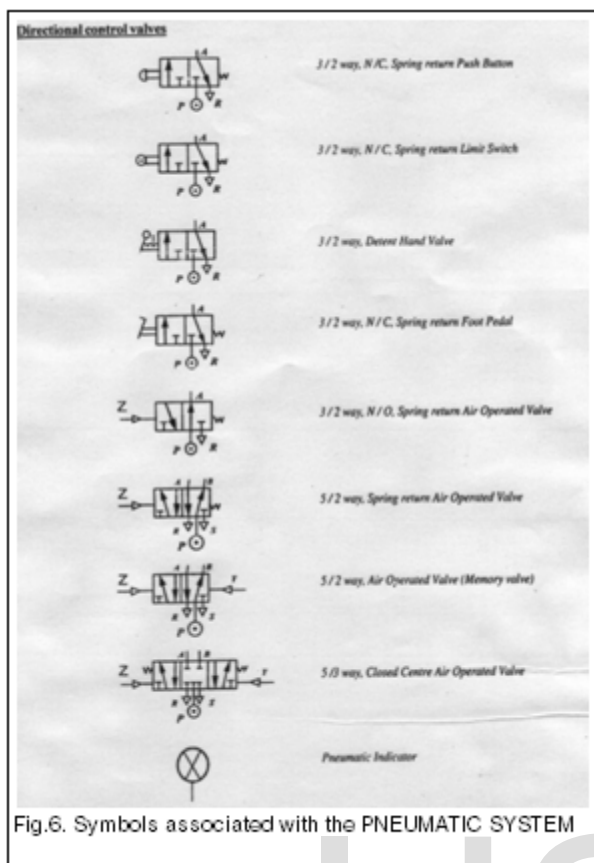 Directional control valves
A
3 / 2 way, N/C, Spring return Push Button
P R
A
3 / 2 way, N / C, Spring return Limit Switch
P R
A
3 / 2 way, Detent Hand Valve
P R
A
3 / 2 way, N / C, Spring return Foot Pedal
P R
A
Z
3 / 2 way, N / O, Spring return Air Operated Valve
P R
A B
Z
5 / 2 way, Spring return Air Operated Valve
R S
P
A B
Z Y
5 / 2 way, Air Operated Valve (Memory valve)
R S
P
A B
Z Y
5 /3 way, Closed Centre Air Operated Valve
R S
P
Pneumatic Indicator
Fig.6. Symbols associated with the PNEUMATIC SYSTEM